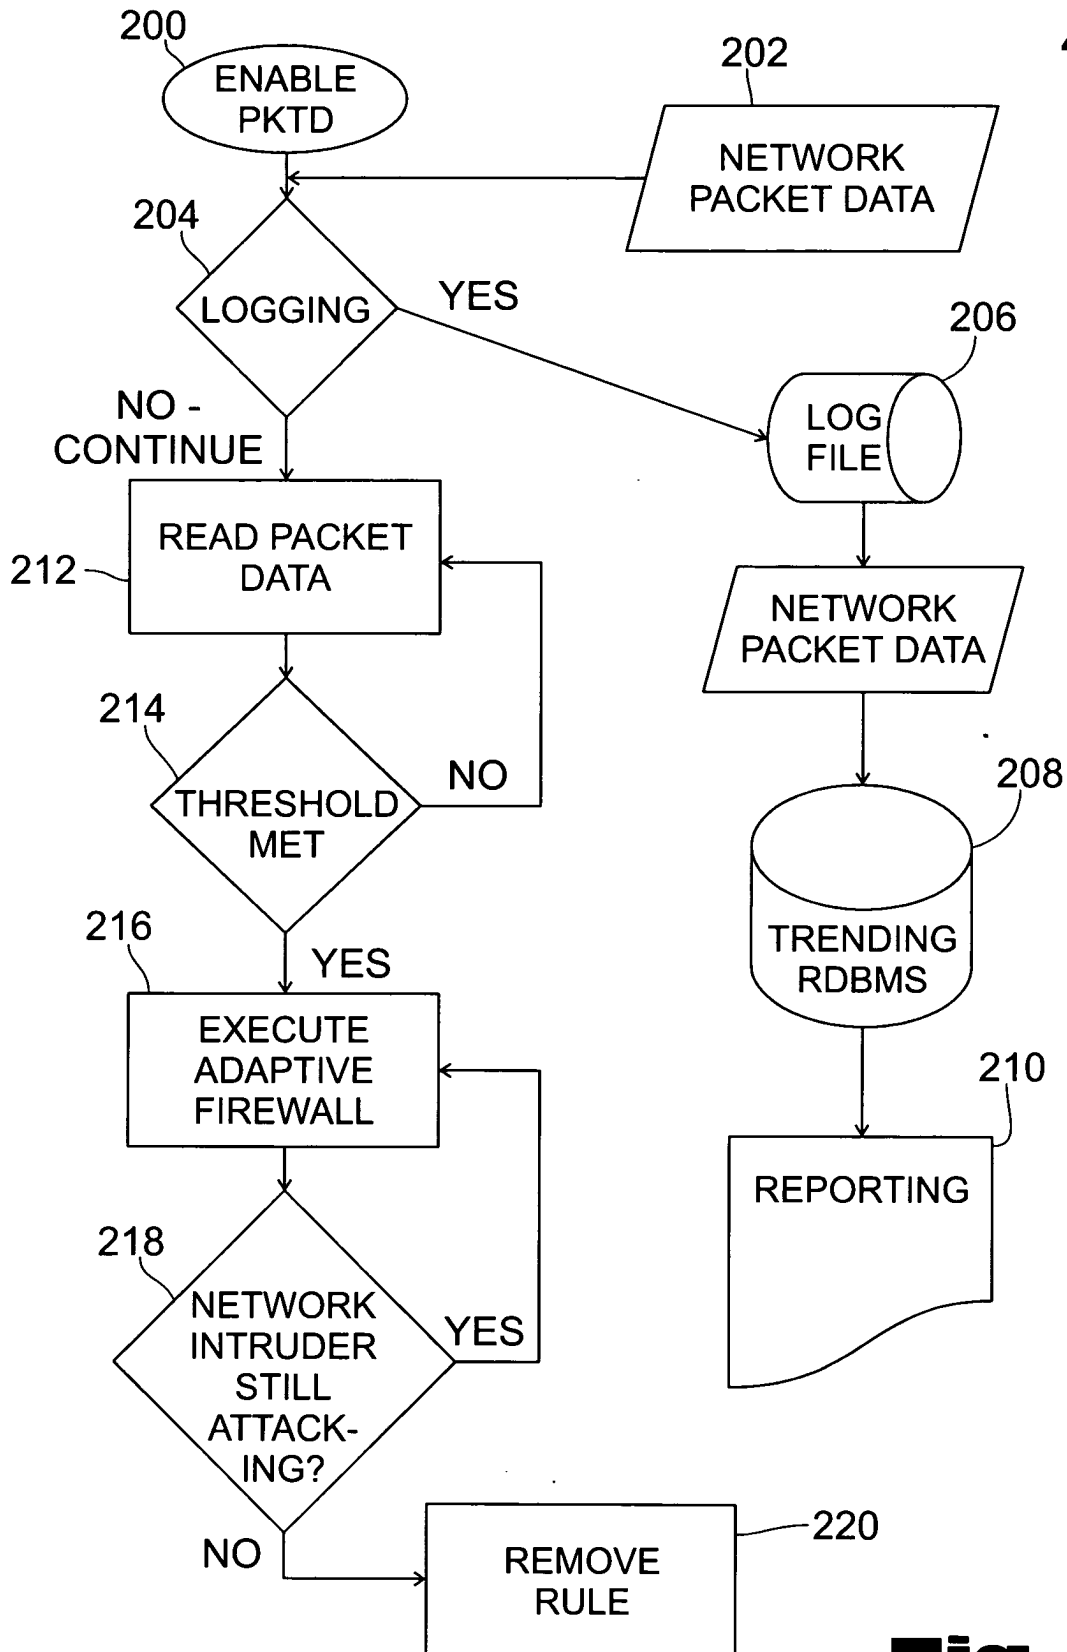 200
ENABLE
PKTD
202
NETWORK
PACKET DATA
204
LOGGING
YES
206
LOG
FILE
NO -
CONTINUE
READ PACKET
DATA
212
NETWORK
PACKET DATA
214
THRESHOLD
MET
NO
208
TRENDING
RDBMS
216
YES
EXECUTE
ADAPTIVE
FIREWALL
210
REPORTING
218
NETWORK
INTRUDER
STILL
ATTACK-
ING?
YES
NO
220
REMOVE
RULE